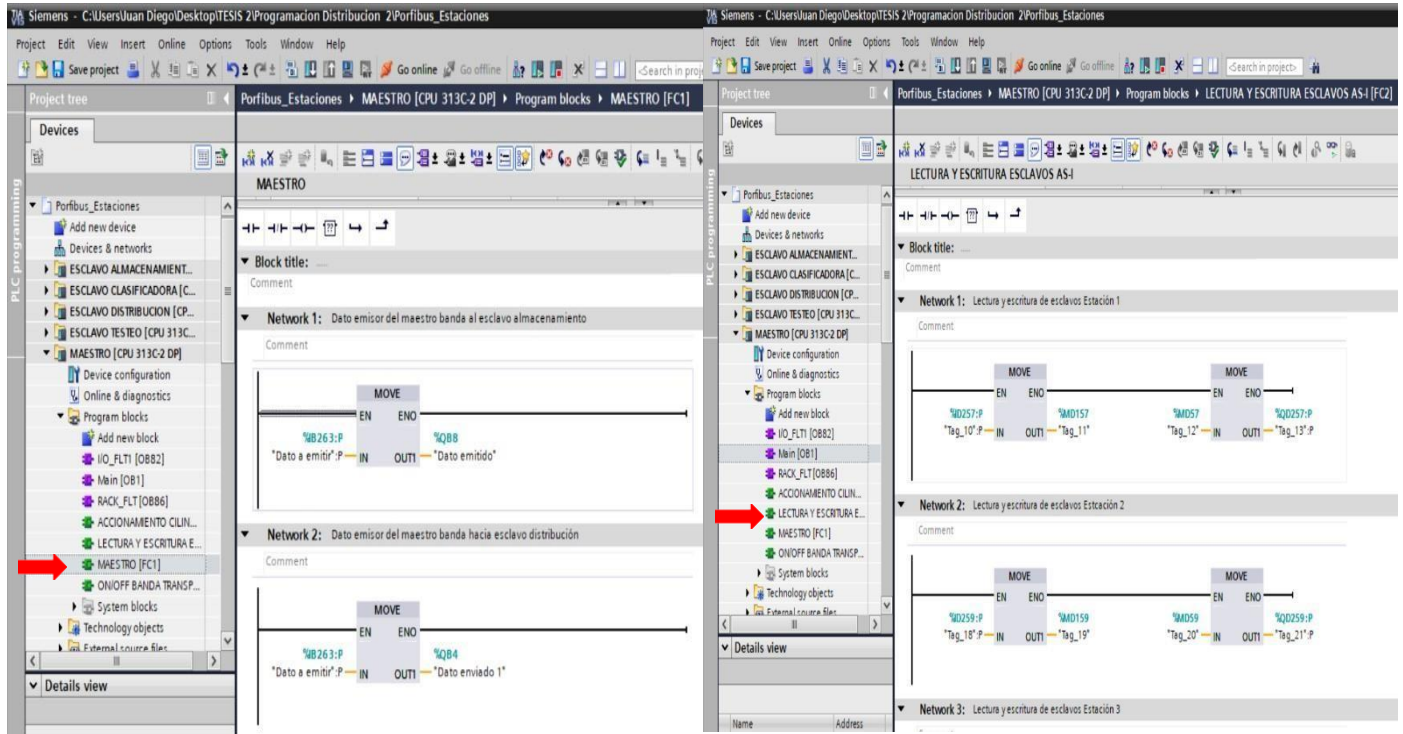 Siemens - C:\Users\Juan Diego\Desktop\TESIS 2\Programacion Distribucion 2\Porfibus_Estaciones
Project Edit View Insert Online Options Tools Window Help
Save project Go online Go offline <Search in proj
Project tree
Porfibus_Estaciones MAESTRO [CPU 313C-2 DP] Program blocks MAESTRO [FC1]
Devices
PLC programming
MAESTRO
Porfibus_Estaciones
Add new device
Devices & networks
ESCLAVO ALMACENAMIENT...
ESCLAVO CLASIFICADORA [C...
ESCLAVO DISTRIBUCION [CP...
ESCLAVO TESTEO [CPU 313C...
MAESTRO [CPU 313C-2 DP]
Device configuration
Online & diagnostics
Program blocks
Add new block
I/O_FLT1 [OB82]
Main [OB1]
RACK_FLT [OB86]
ACCIONAMIENTO CILIN...
LECTURA Y ESCRITURA E...
MAESTRO [FC1]
ON/OFF BANDA TRANSP...
System blocks
Technology objects
External source files
Details view
Block title: ....
Comment
Network 1: Dato emisor del maestro banda al esclavo almacenamiento
Comment
MOVE
EN ENO
%IB263:P %QB8
"Dato a emitir":P IN OUT1 "Dato emitido"
Network 2: Dato emisor del maestro banda hacia esclavo distribución
Comment
MOVE
EN ENO
%IB263:P %QB4
"Dato a emitir":P IN OUT1 "Dato enviado 1"
Siemens - C:\Users\Juan Diego\Desktop\TESIS 2\Programacion Distribucion 2\Porfibus_Estaciones
Project Edit View Insert Online Options Tools Window Help
Save project Go online Go offline <Search in project>
Project tree
Porfibus_Estaciones MAESTRO [CPU 313C-2 DP] Program blocks LECTURA Y ESCRITURA ESCLAVOS AS-I [FC2]
Devices
PLC programming
LECTURA Y ESCRITURA ESCLAVOS AS-I
Porfibus_Estaciones
Add new device
Devices & networks
ESCLAVO ALMACENAMIENT...
ESCLAVO CLASIFICADORA [C...
ESCLAVO DISTRIBUCION [CP...
ESCLAVO TESTEO [CPU 313C...
MAESTRO [CPU 313C-2 DP]
Device configuration
Online & diagnostics
Program blocks
Add new block
I/O_FLT1 [OB82]
Main [OB1]
RACK_FLT [OB86]
ACCIONAMIENTO CILIN...
LECTURA Y ESCRITURA E...
MAESTRO [FC1]
ON/OFF BANDA TRANSP...
System blocks
Technology objects
External source files
Details view
Name Address
Block title: ....
Comment
Network 1: Lectura y escritura de esclavos Estación 1
Comment
MOVE MOVE
EN ENO EN ENO
%ID257:P %MD157 %MD57 %QD257:P
"Tag_10":P IN OUT1 "Tag_11" "Tag_12" IN OUT1 "Tag_13":P
Network 2: Lectura y escritura de esclavos Estcación 2
Comment
MOVE MOVE
EN ENO EN ENO
%ID259:P %MD159 %MD59 %QD259:P
"Tag_18":P IN OUT1 "Tag_19" "Tag_20" IN OUT1 "Tag_21":P
Network 3: Lectura y escritura de esclavos Estación 3